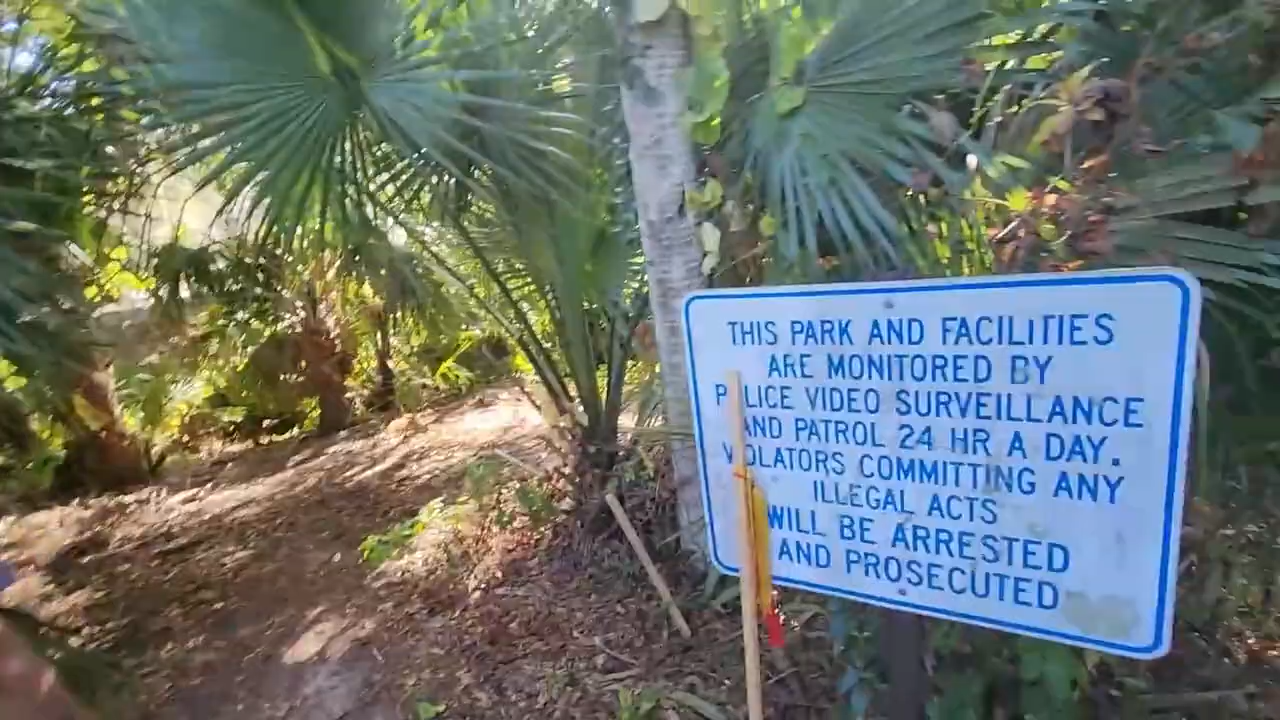 THIS PARK AND FACILITIES
ARE MONITORED BY
POLICE VIDEO SURVEILLANCE
AND PATROL 24 HR A DAY.
VIOLATORS COMMITTING ANY
ILLEGAL ACTS
WILL BE ARRESTED
AND PROSECUTED